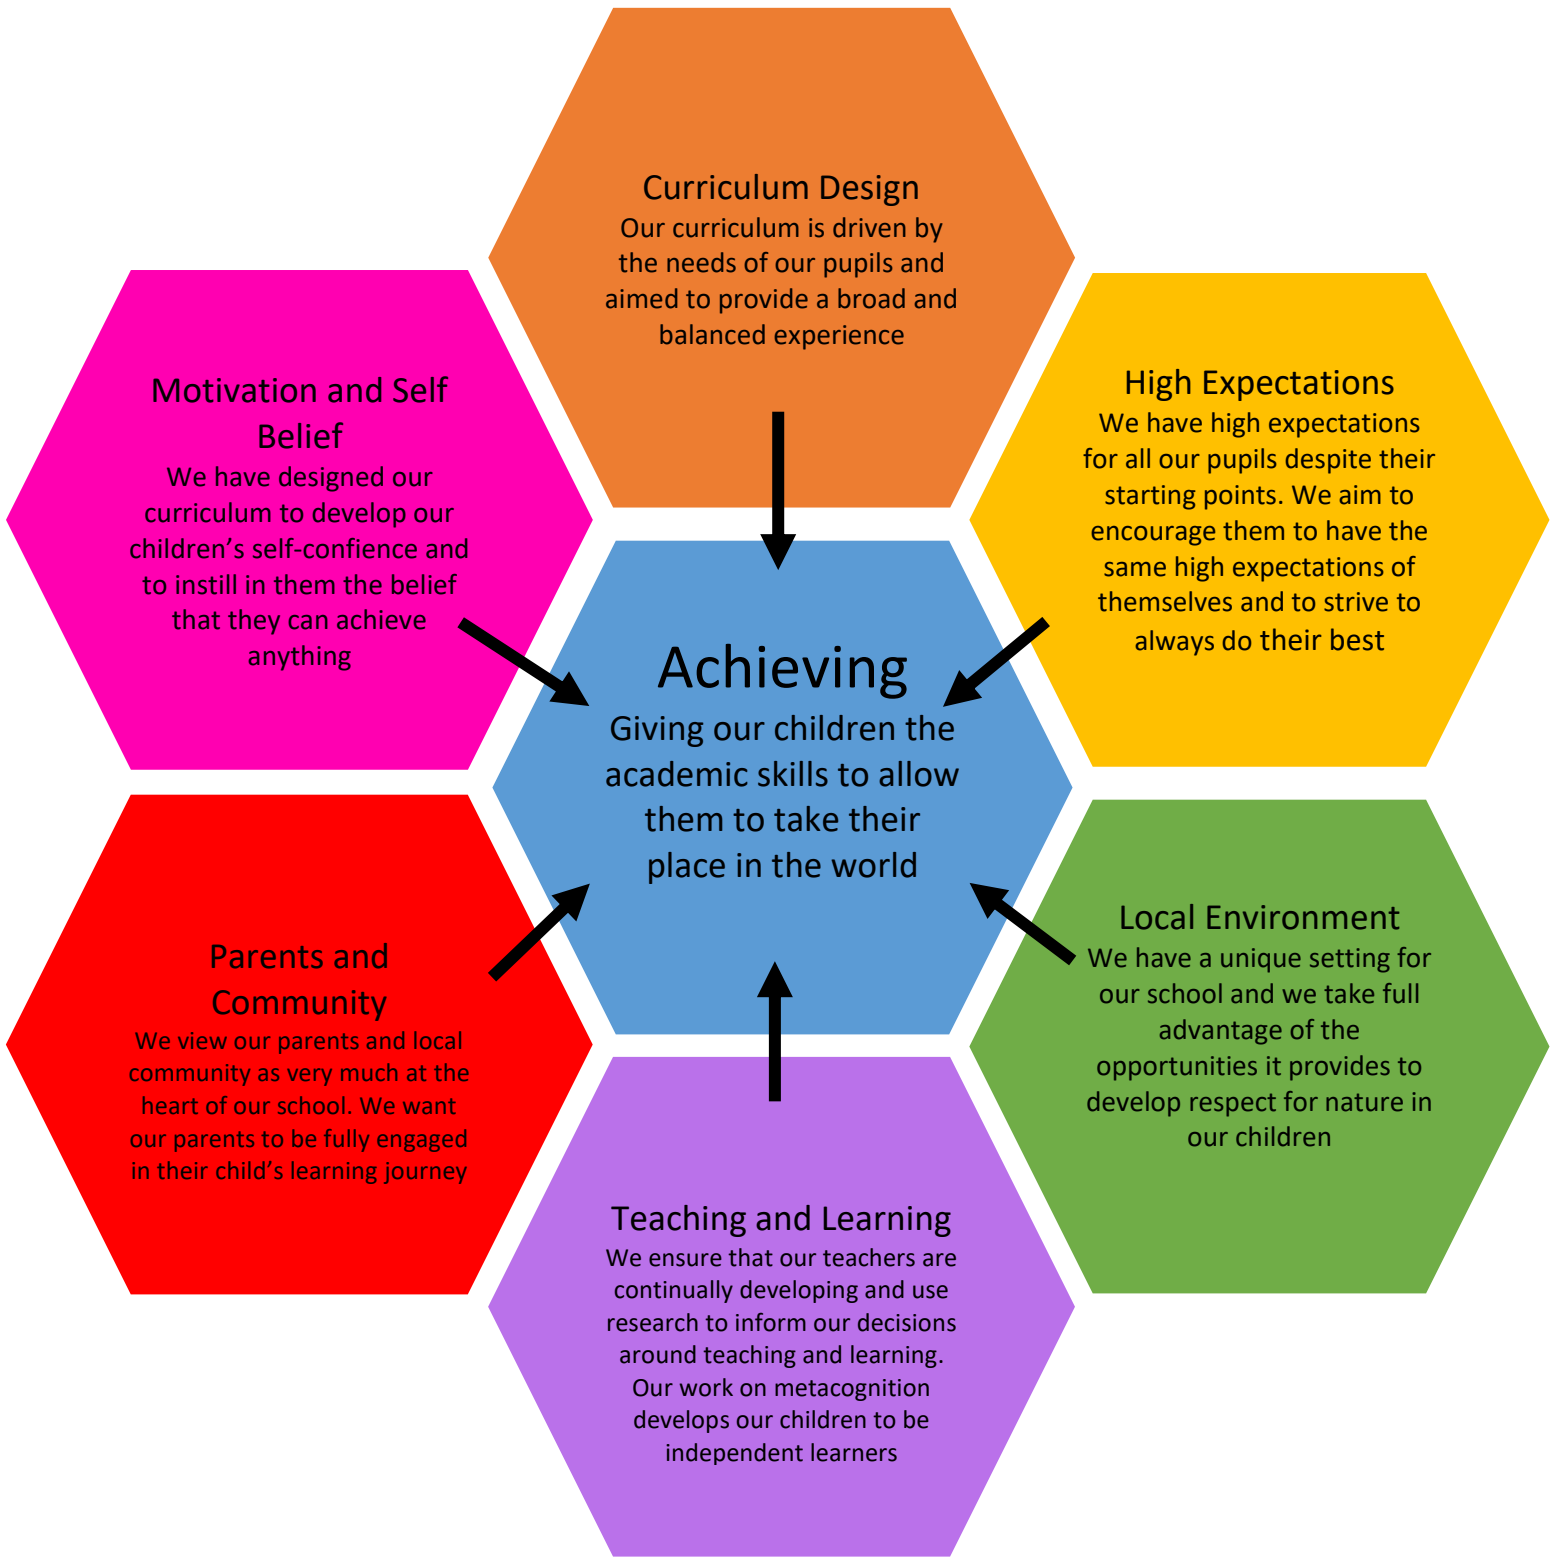 Curriculum Design
Our curriculum is driven by
the needs of our pupils and
aimed to provide a broad and
balanced experience
Motivation and Self
Belief
We have designed our
curriculum to develop our
children’s self-confience and
to instill in them the belief
that they can achieve
anything
High Expectations
We have high expectations
for all our pupils despite their
starting points. We aim to
encourage them to have the
same high expectations of
themselves and to strive to
always do their best
Achieving
Giving our children the
academic skills to allow
them to take their
place in the world
Parents and
Community
We view our parents and local
community as very much at the
heart of our school. We want
our parents to be fully engaged
in their child’s learning journey
Local Environment
We have a unique setting for
our school and we take full
advantage of the
opportunities it provides to
develop respect for nature in
our children
Teaching and Learning
We ensure that our teachers are
continually developing and use
research to inform our decisions
around teaching and learning.
Our work on metacognition
develops our children to be
independent learners